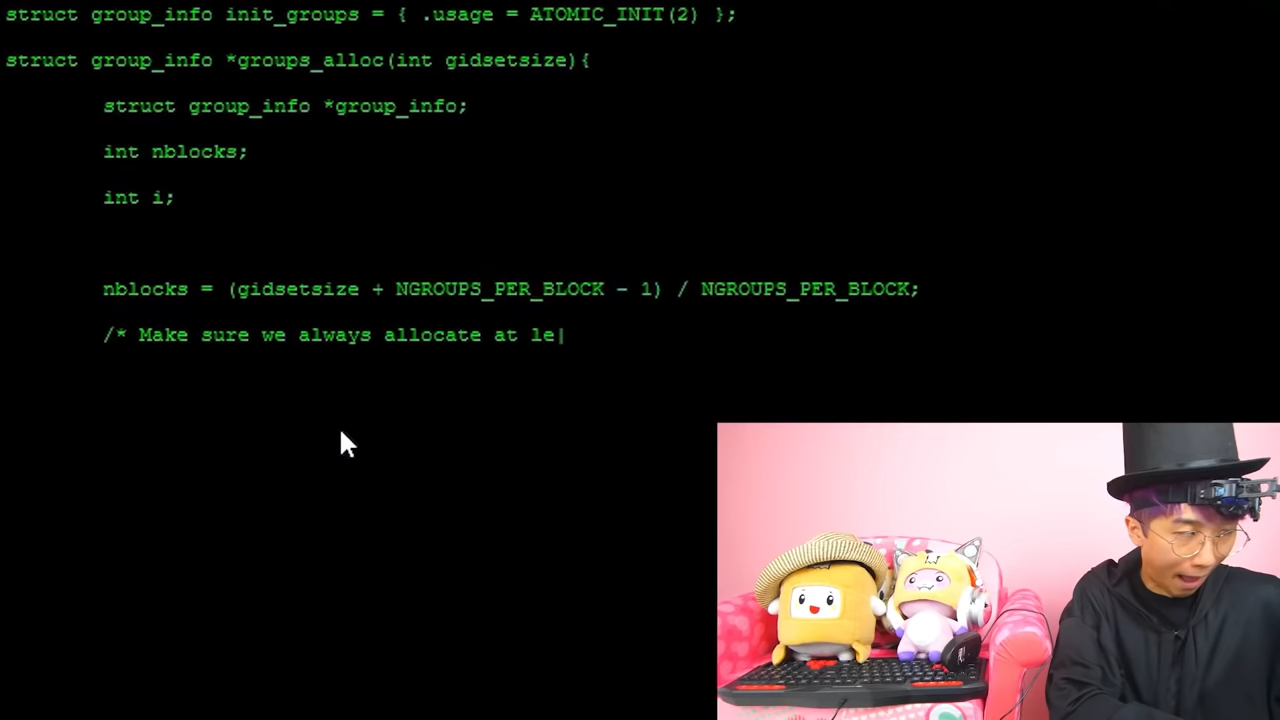 struct group_info init_groups = { .usage = ATOMIC_INIT(2) };
struct group_info *groups_alloc(int gidsetsize){
struct group_info *group_info;
int nblocks;
int i;
nblocks = (gidsetsize + NGROUPS_PER_BLOCK - 1) / NGROUPS_PER_BLOCK;
/* Make sure we always allocate at le|